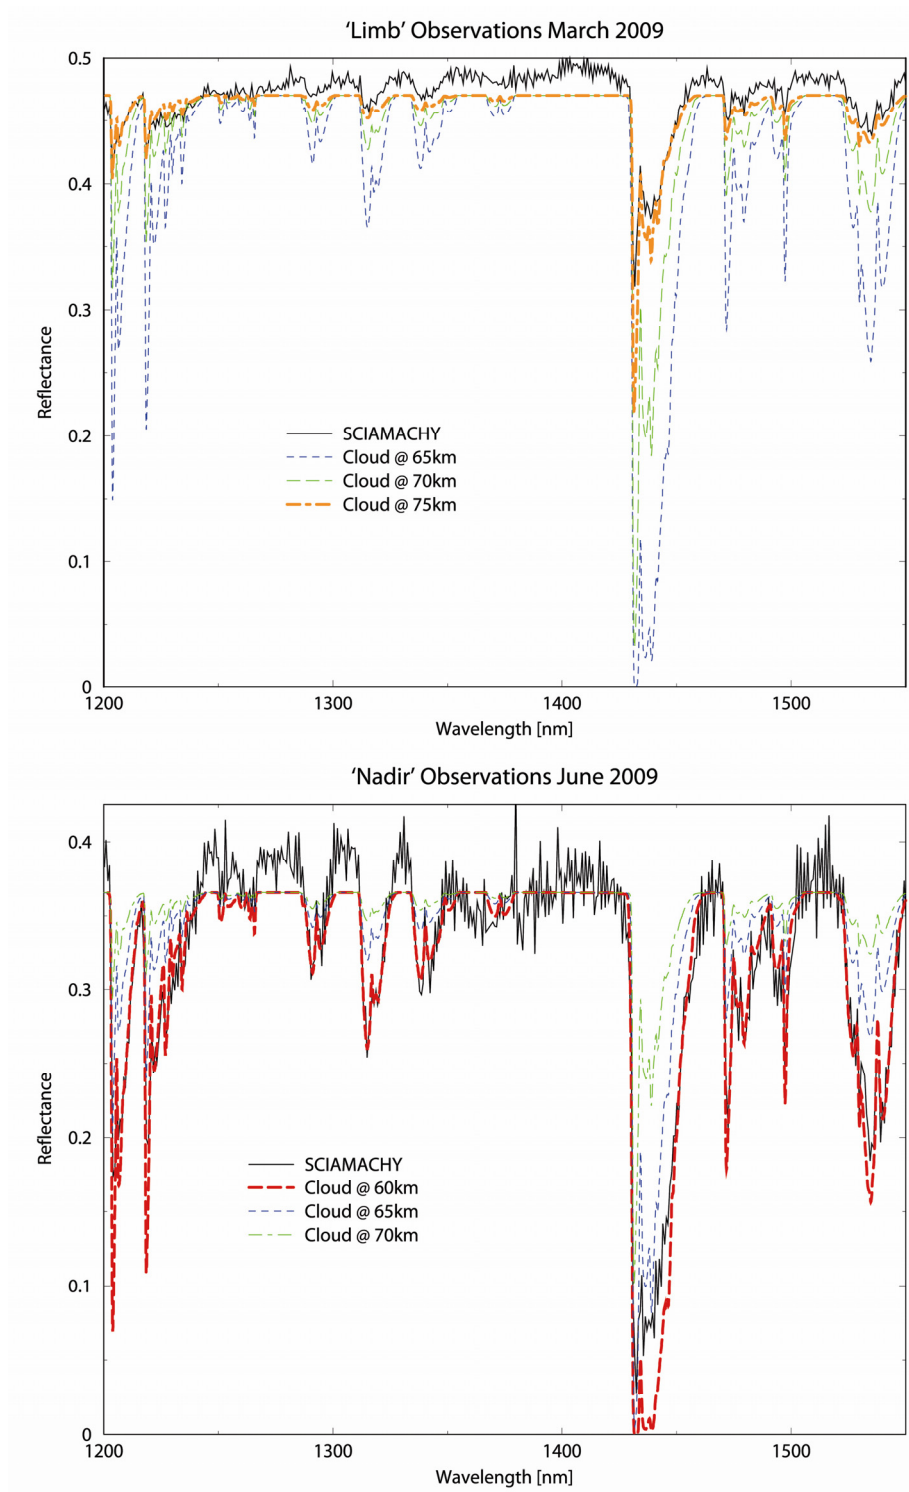 ‘Limb’ Observations March 2009
0.5
0.4
0.3
0.2
0.1
0
Reflectance
SCIAMACHY
Cloud @ 65km
Cloud @ 70km
Cloud @ 75km
1200 1300 1400 1500
Wavelength [nm]
‘Nadir’ Observations June 2009
0.4
0.3
0.2
0.1
0
Reflectance
SCIAMACHY
Cloud @ 60km
Cloud @ 65km
Cloud @ 70km
1200 1300 1400 1500
Wavelength [nm]